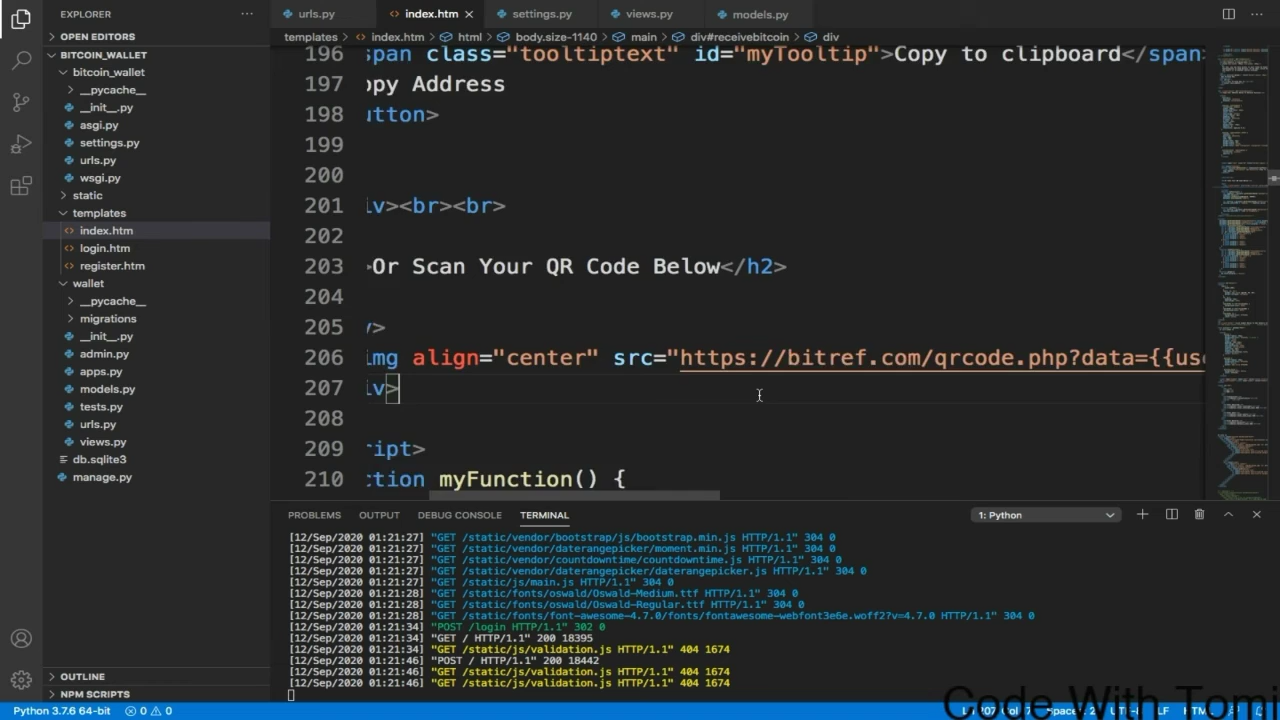 EXPLORER
urls.py
index.htm
settings.py
views.py
models.py
OPEN EDITORS
BITCOIN_WALLET
templates > index.htm > html > body.size-1140 > main > div#receivebitcoin > div
bitcoin_wallet
__pycache__
__init__.py
asgi.py
settings.py
urls.py
wsgi.py
static
templates
index.htm
login.htm
register.htm
wallet
__pycache__
migrations
__init__.py
admin.py
apps.py
models.py
tests.py
urls.py
views.py
db.sqlite3
manage.py
OUTLINE
NPM SCRIPTS
196 span class="tooltiptext" id="myTooltip">Copy to clipboard</span>
197 opy Address
198 utton>
199
200
201 iv><br><br>
202
203 >Or Scan Your QR Code Below</h2>
204
205 v>
206 img align="center" src="https://bitref.com/qrcode.php?data={{use
207 iv>
208
209 ript>
210 ction myFunction() {
PROBLEMS OUTPUT DEBUG CONSOLE TERMINAL 1: Python
[12/Sep/2020 01:21:27] "GET /static/vendor/bootstrap/js/bootstrap.min.js HTTP/1.1" 304 0
[12/Sep/2020 01:21:27] "GET /static/vendor/daterangepicker/moment.min.js HTTP/1.1" 304 0
[12/Sep/2020 01:21:27] "GET /static/vendor/countdowntime/countdowntime.js HTTP/1.1" 304 0
[12/Sep/2020 01:21:27] "GET /static/vendor/daterangepicker/daterangepicker.js HTTP/1.1" 304 0
[12/Sep/2020 01:21:27] "GET /static/js/main.js HTTP/1.1" 304 0
[12/Sep/2020 01:21:28] "GET /static/fonts/oswald/Oswald-Medium.ttf HTTP/1.1" 304 0
[12/Sep/2020 01:21:28] "GET /static/fonts/oswald/Oswald-Regular.ttf HTTP/1.1" 304 0
[12/Sep/2020 01:21:28] "GET /static/fonts/font-awesome-4.7.0/fonts/fontawesome-webfont3e6e.woff2?v=4.7.0 HTTP/1.1" 304 0
[12/Sep/2020 01:21:34] "POST /login HTTP/1.1" 302 0
[12/Sep/2020 01:21:34] "GET / HTTP/1.1" 200 18395
[12/Sep/2020 01:21:34] "GET /static/js/validation.js HTTP/1.1" 404 1674
[12/Sep/2020 01:21:46] "POST / HTTP/1.1" 200 18442
[12/Sep/2020 01:21:46] "GET /static/js/validation.js HTTP/1.1" 404 1674
[12/Sep/2020 01:21:46] "GET /static/js/validation.js HTTP/1.1" 404 1674
Code With Tomi
Python 3.7.6 64-bit 0 0